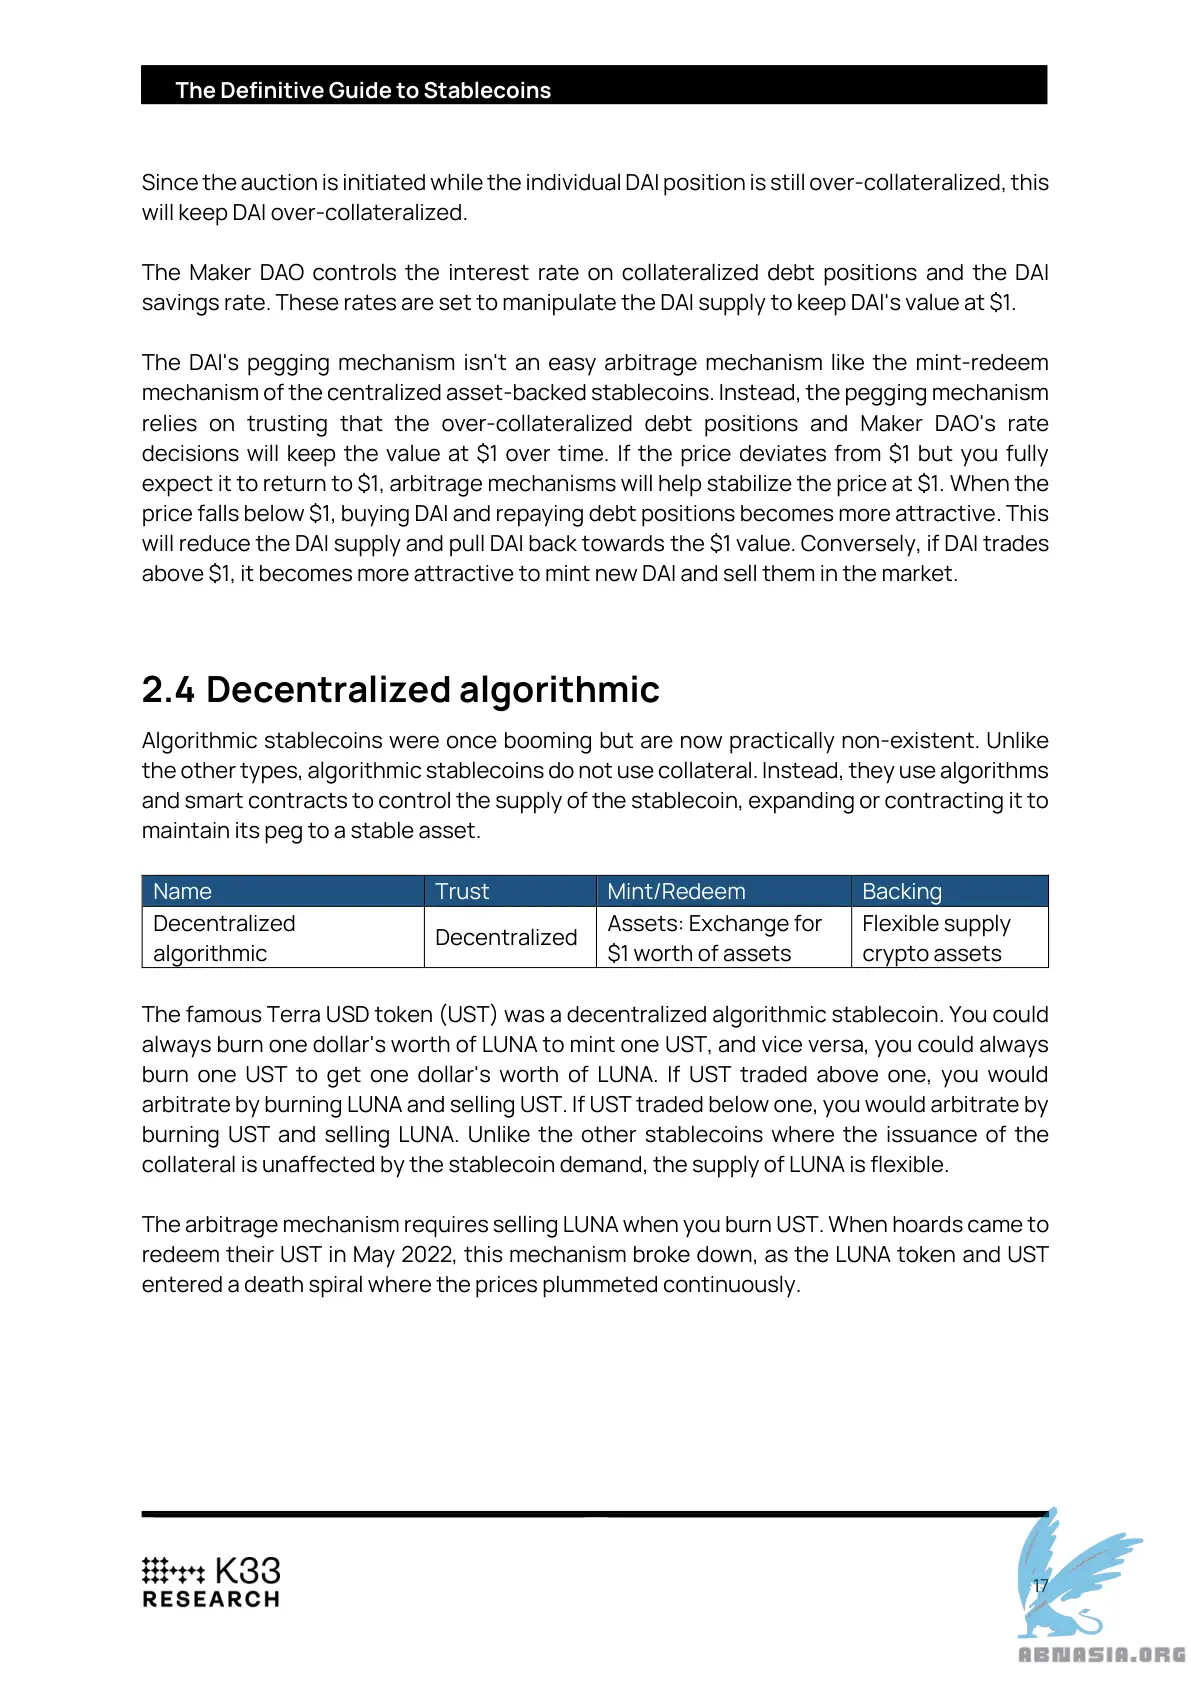 The Definitive Guide to Stablecoins
Since the auction is initiated while the individual DAI position is still over-collateralized, this
will keep DAI over-collateralized.
The Maker DAO controls the interest rate on collateralized debt positions and the DAI
savings rate. These rates are set to manipulate the DAI supply to keep DAI's value at $1.
The DAI's pegging mechanism isn't an easy arbitrage mechanism like the mint-redeem
mechanism of the centralized asset-backed stablecoins. Instead, the pegging mechanism
relies on trusting that the over-collateralized debt positions and Maker DAO's rate
decisions will keep the value at $1 over time. If the price deviates from $1 but you fully
expect it to return to $1, arbitrage mechanisms will help stabilize the price at $1. When the
price falls below $1, buying DAI and repaying debt positions becomes more attractive. This
will reduce the DAI supply and pull DAI back towards the $1 value. Conversely, if DAI trades
above $1, it becomes more attractive to mint new DAI and sell them in the market.
2.4 Decentralized algorithmic
Algorithmic stablecoins were once booming but are now practically non-existent. Unlike
the other types, algorithmic stablecoins do not use collateral. Instead, they use algorithms
and smart contracts to control the supply of the stablecoin, expanding or contracting it to
maintain its peg to a stable asset.
Name Trust Mint/Redeem Backing
Decentralized
algorithmic
Decentralized
Assets: Exchange for
$1 worth of assets
Flexible supply
crypto assets
The famous Terra USD token (UST) was a decentralized algorithmic stablecoin. You could
always burn one dollar's worth of LUNA to mint one UST, and vice versa, you could always
burn one UST to get one dollar's worth of LUNA. If UST traded above one, you would
arbitrate by burning LUNA and selling UST. If UST traded below one, you would arbitrate by
burning UST and selling LUNA. Unlike the other stablecoins where the issuance of the
collateral is unaffected by the stablecoin demand, the supply of LUNA is flexible.
The arbitrage mechanism requires selling LUNA when you burn UST. When hoards came to
redeem their UST in May 2022, this mechanism broke down, as the LUNA token and UST
entered a death spiral where the prices plummeted continuously.
K33
RESEARCH
17
ABNASIA.ORG